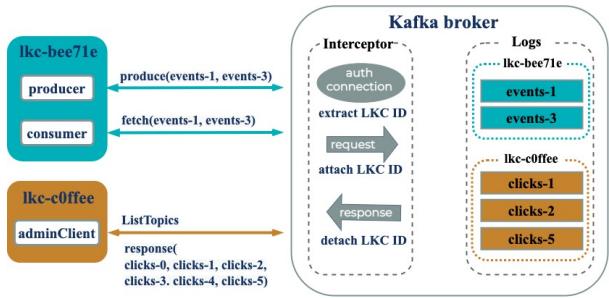 Kafka broker
lkc-bee71e
producer
consumer
produce(events-1, events-3)
fetch(events-1, events-3)
lkc-c0ffee
adminClient
ListTopics
response(
clicks-0, clicks-1, clicks-2,
clicks-3. clicks-4, clicks-5)
Interceptor
auth
connection
extract LKC ID
request
attach LKC ID
response
detach LKC ID
Logs
lkc-bee71e
events-1
events-3
lkc-c0ffee
clicks-1
clicks-2
clicks-5